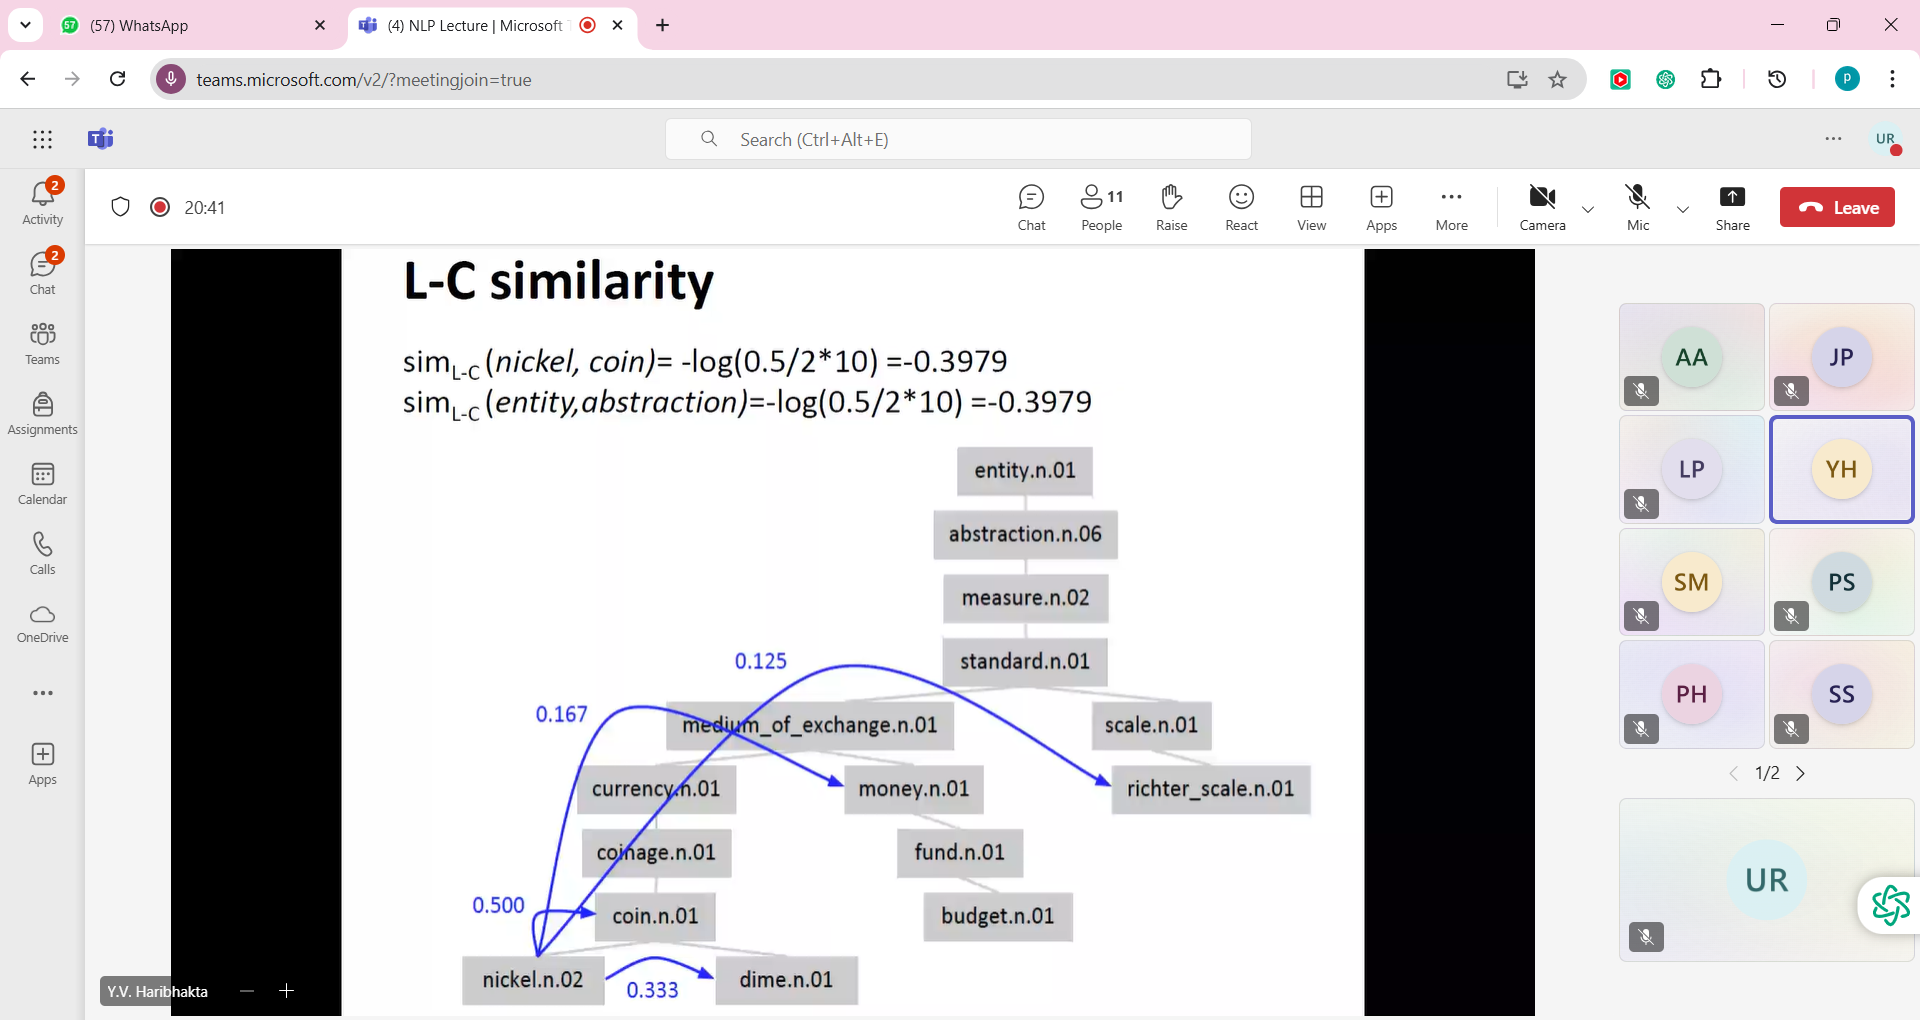 57
(57) WhatsApp
(4) NLP Lecture | Microsoft T
teams.microsoft.com/v2/?meetingjoin=true
P
Search (Ctrl+Alt+E)
UR
2
Activity
2
Chat
Teams
Assignments
Calendar
Calls
OneDrive
Apps
20:41
Chat
11
People
Raise
React
View
Apps
More
Camera
Mic
Share
Leave
L-C similarity
simL-C (nickel, coin)= -log(0.5/2*10) =-0.3979
simL-C (entity,abstraction)=-log(0.5/2*10) =-0.3979
entity.n.01
abstraction.n.06
measure.n.02
standard.n.01
0.125
0.167
medium_of_exchange.n.01
scale.n.01
currency.n.01
money.n.01
richter_scale.n.01
coinage.n.01
fund.n.01
0.500
coin.n.01
budget.n.01
nickel.n.02
0.333
dime.n.01
Y.V. Haribhakta
AA
JP
LP
YH
SM
PS
PH
SS
1/2
UR